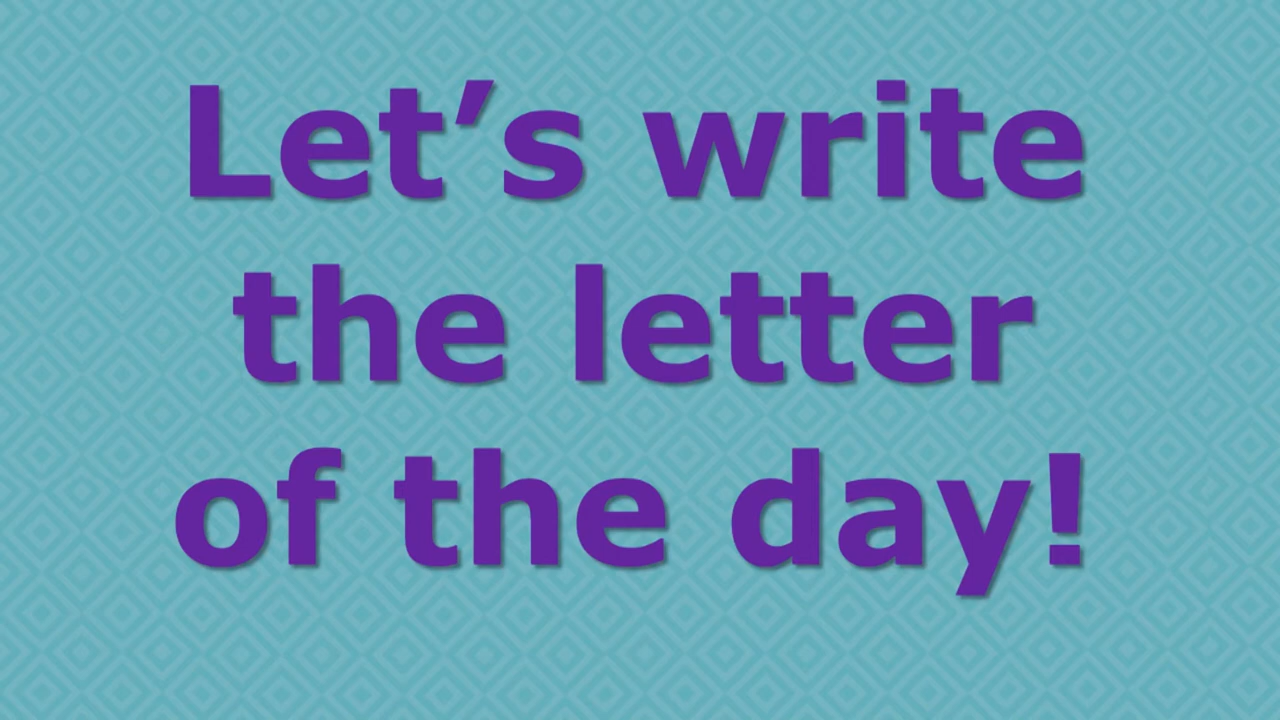 Let’s write
the letter
of the day!